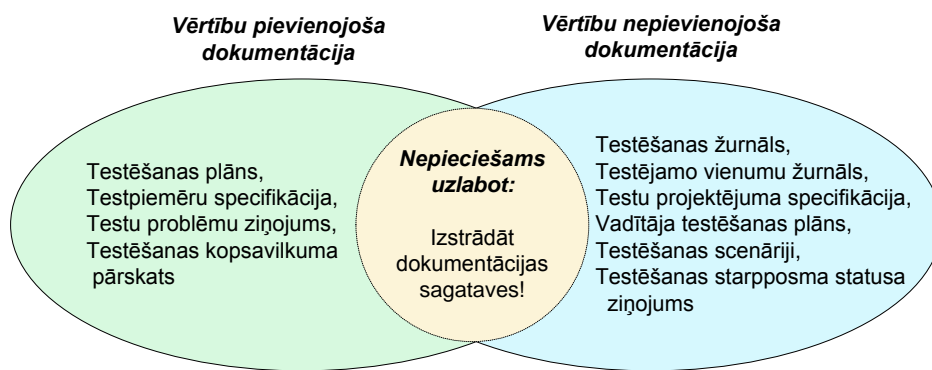 Vērtību pievienojoša
dokumentācija
Vērtību nepievienojoša
dokumentācija
Testēšanas plāns,
Testpiemēru specifikācija,
Testu problēmu ziņojums,
Testēšanas kopsavilkuma
pārskats
Nepieciešams
uzlabot:
Izstrādāt
dokumentācijas
sagataves!
Testēšanas žurnāls,
Testējamo vienumu žurnāls,
Testu projektējuma specifikācija,
Vadītāja testēšanas plāns,
Testēšanas scenāriji,
Testēšanas starpposma statusa
ziņojums